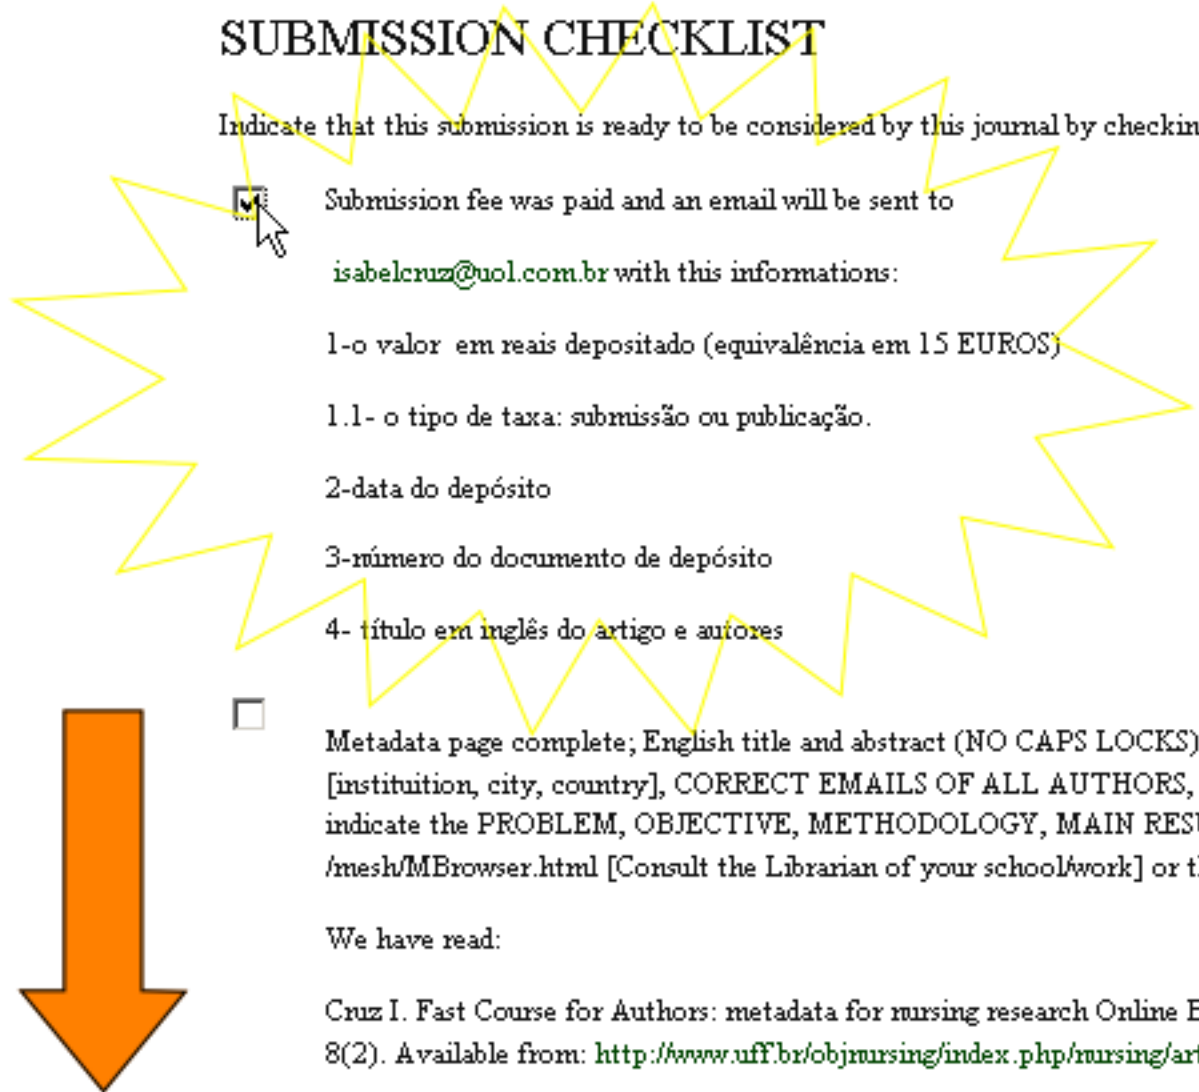 SUBMISSION CHECKLIST
Indicate that this submission is ready to be considered by this journal by checkin
Submission fee was paid and an email will be sent to
isabelcruz@uol.com.br with this informations:
1-o valor em reais depositado (equivalência em 15 EUROS)
1.1- o tipo de taxa: submissão ou publicação.
2-data do depósito
3-número do documento de depósito
4- título em inglês do artigo e autores
Metadata page complete; English title and abstract (NO CAPS LOCKS)
[instituition, city, country], CORRECT EMAILS OF ALL AUTHORS,
indicate the PROBLEM, OBJECTIVE, METHODOLOGY, MAIN RESU
/mesh/MBrowser.html [Consult the Librarian of your school/work] or th
We have read:
Cruz I. Fast Course for Authors: metadata for nursing research Online B
8(2). Available from: http://www.uff.br/objnursing/index.php/nursing/art